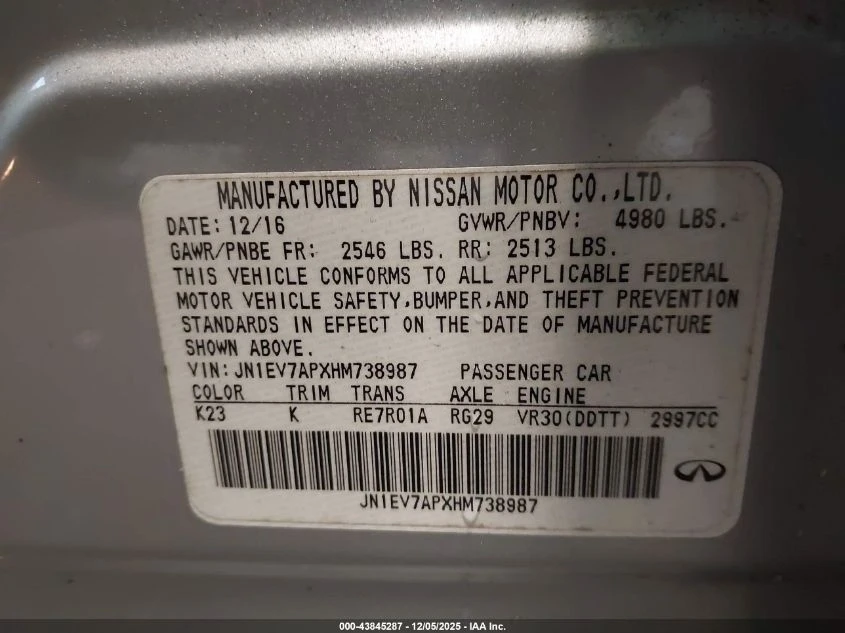 MANUFACTURED BY NISSAN MOTOR CO.,LTD.
DATE: 12/16 GVWR/PNBV: 4980 LBS.
GAWR/PNBE FR: 2546 LBS. RR: 2513 LBS.
THIS VEHICLE CONFORMS TO ALL APPLICABLE FEDERAL
MOTOR VEHICLE SAFETY,BUMPER,AND THEFT PREVENTION
STANDARDS IN EFFECT ON THE DATE OF MANUFACTURE
SHOWN ABOVE.
VIN: JN1EV7APXHM738987 PASSENGER CAR
COLOR TRIM TRANS AXLE ENGINE
K23 K RE7R01A RG29 VR30(DDTT) 2997CC
JN1EV7APXHM738987
000-43845287 - 12/05/2025 - IAA Inc.